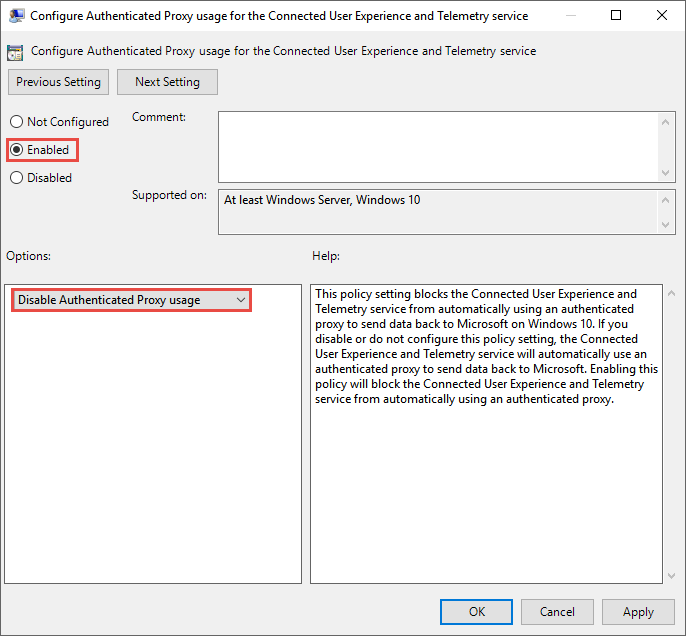 Configure Authenticated Proxy usage for the Connected User Experience and Telemetry service
Configure Authenticated Proxy usage for the Connected User Experience and Telemetry service
Previous Setting
Next Setting
Not Configured
Comment:
Enabled
Disabled
Supported on:
At least Windows Server, Windows 10
Options:
Help:
Disable Authenticated Proxy usage
This policy setting blocks the Connected User Experience and
Telemetry service from automatically using an authenticated
proxy to send data back to Microsoft on Windows 10. If you
disable or do not configure this policy setting, the Connected
User Experience and Telemetry service will automatically use an
authenticated proxy to send data back to Microsoft. Enabling this
policy will block the Connected User Experience and Telemetry
service from automatically using an authenticated proxy.
OK
Cancel
Apply